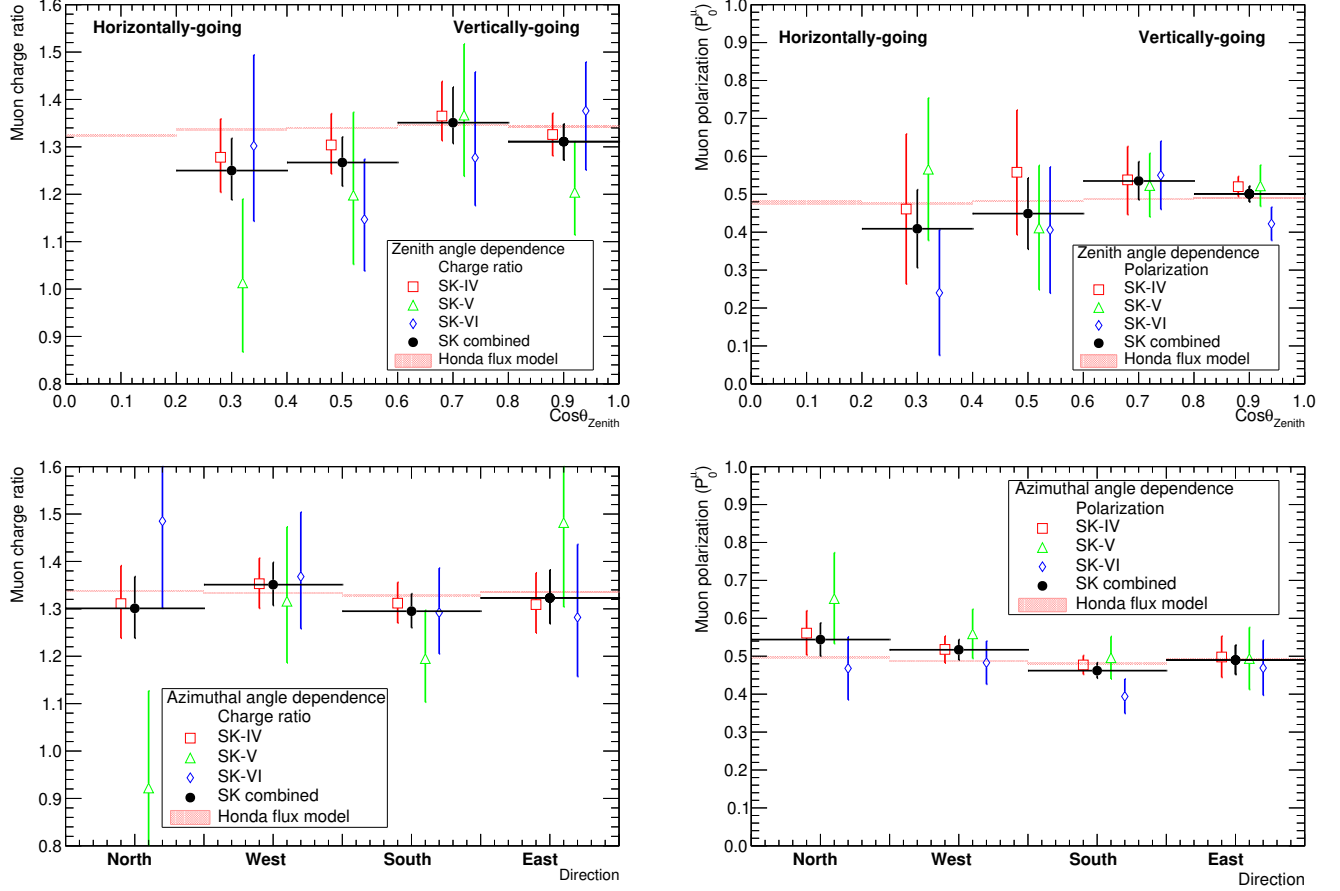 Muon charge ratio
1.6
1.5
1.4
1.3
1.2
1.1
1.0
0.9
0.8
Horizontally-going
Vertically-going
Zenith angle dependence
Charge ratio
SK-IV
SK-V
SK-VI
SK combined
Honda flux model
0.0 0.1 0.2 0.3 0.4 0.5 0.6 0.7 0.8 0.9 1.0
Cosθ Zenith
Muon polarization (P₀^μ)
1.0
0.9
0.8
0.7
0.6
0.5
0.4
0.3
0.2
0.1
0.0
Horizontally-going
Vertically-going
Zenith angle dependence
Polarization
SK-IV
SK-V
SK-VI
SK combined
Honda flux model
0.0 0.1 0.2 0.3 0.4 0.5 0.6 0.7 0.8 0.9 1.0
Cosθ Zenith
Muon charge ratio
1.6
1.5
1.4
1.3
1.2
1.1
1.0
0.9
0.8
Azimuthal angle dependence
Charge ratio
SK-IV
SK-V
SK-VI
SK combined
Honda flux model
North West South East
Direction
Muon polarization (P₀^μ)
1.0
0.9
0.8
0.7
0.6
0.5
0.4
0.3
0.2
0.1
0.0
Azimuthal angle dependence
Polarization
SK-IV
SK-V
SK-VI
SK combined
Honda flux model
North West South East
Direction